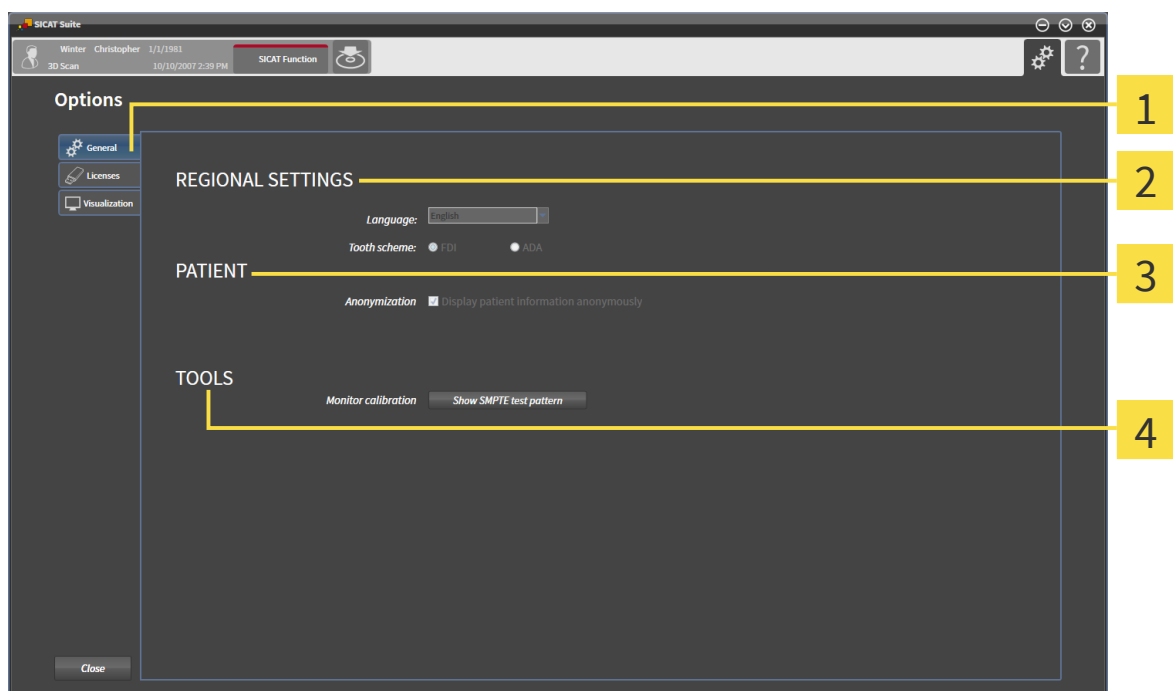 SICAT Suite
Winter Christopher 1/1/1981
3D Scan 10/10/2007 2:39 PM
SICAT Function
?
Options
1
General
Licenses
REGIONAL SETTINGS
2
Visualization
Language: English
Tooth scheme: FDI ADA
PATIENT
3
Anonymization Display patient information anonymously
TOOLS
Monitor calibration Show SMPTE test pattern
4
Close